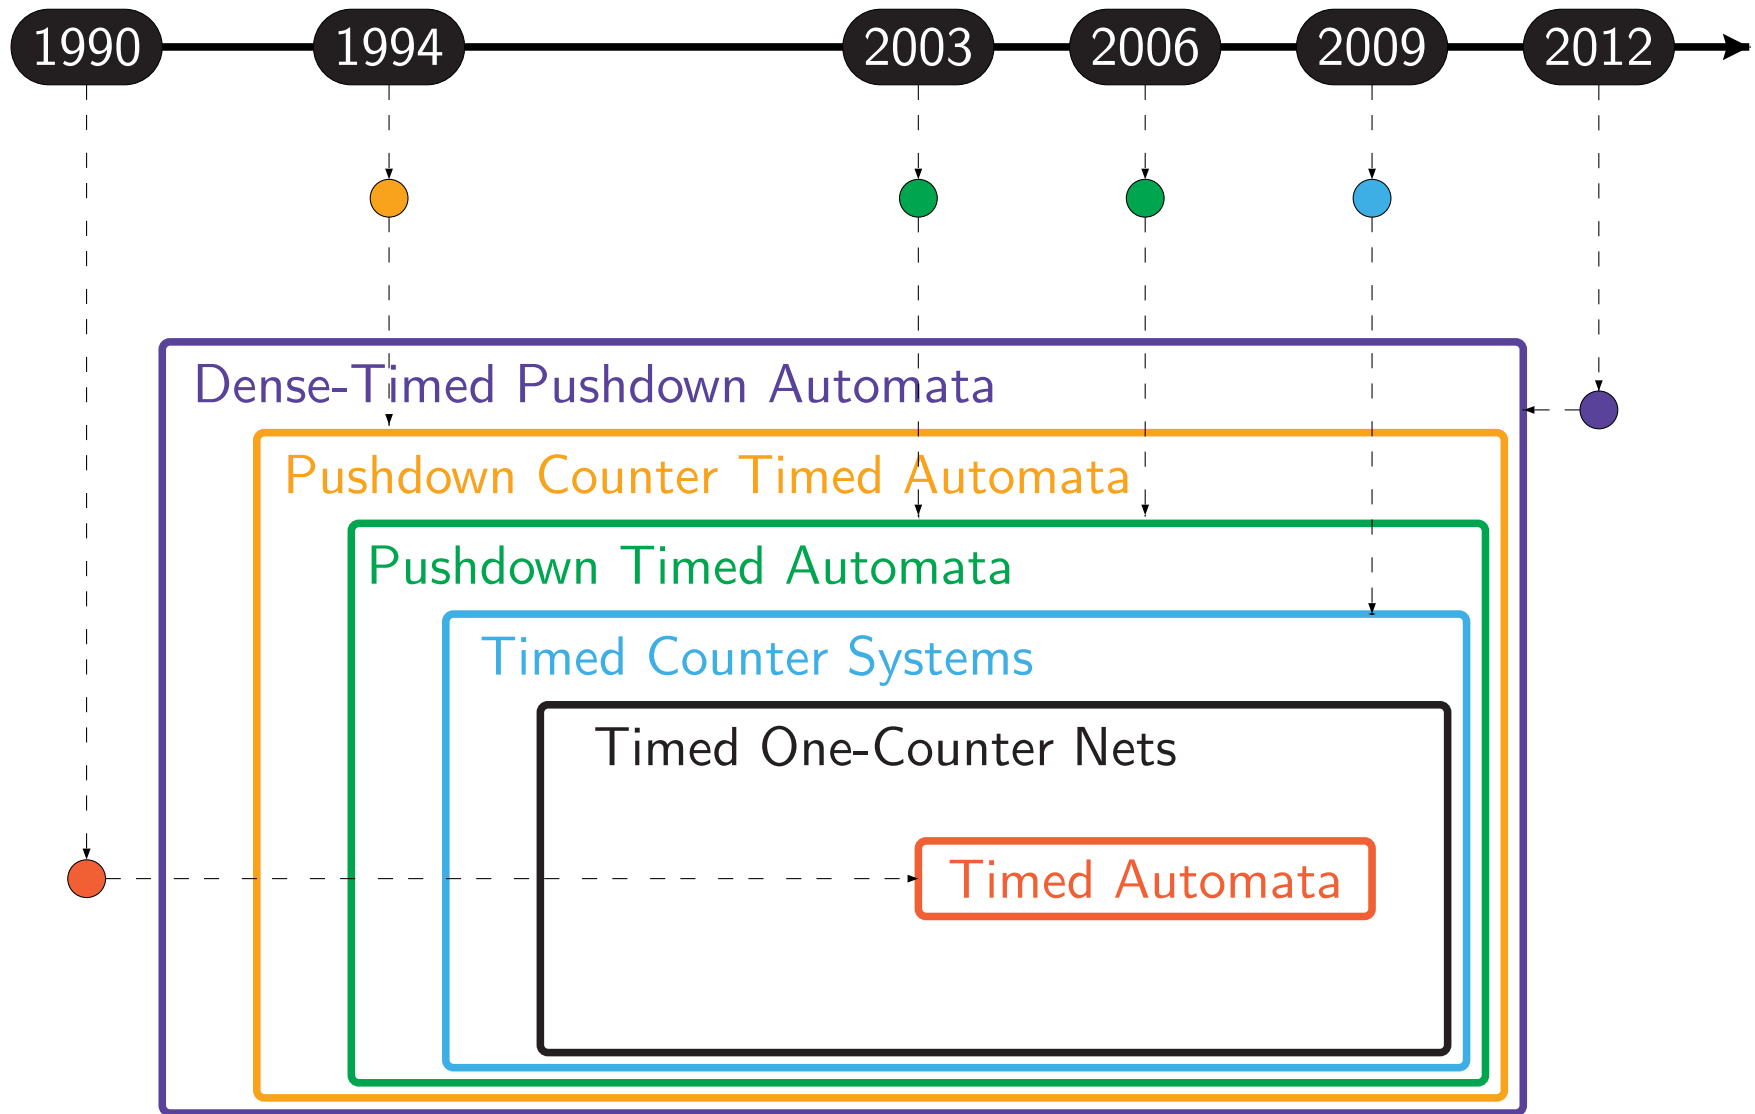 1990 1994 2003 2006 2009 2012
Dense-Timed Pushdown Automata
Pushdown Counter Timed Automata
Pushdown Timed Automata
Timed Counter Systems
Timed One-Counter Nets
Timed Automata